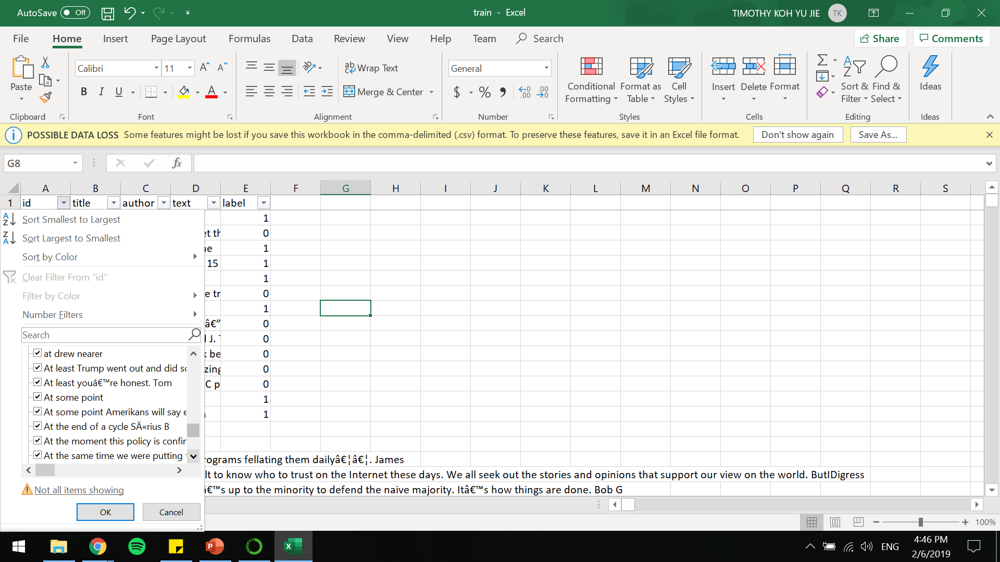 AutoSave Off
train - Excel
TIMOTHY KOH YU JIE TK
File Home Insert Page Layout Formulas Data Review View Help Team Search Share Comments
Paste
Clipboard
Calibri 11
B I U
Font
Wrap Text
Merge & Center
Alignment
General
$ % ,
Number
Conditional Formatting
Format as Table
Cell Styles
Styles
Insert Delete Format
Cells
Sort & Filter
Find & Select
Editing
Ideas
Ideas
POSSIBLE DATA LOSS Some features might be lost if you save this workbook in the comma-delimited (.csv) format. To preserve these features, save it in an Excel file format. Don't show again Save As...
G8 fx
A B C D E F G H I J K L M N O P Q R S
1 id title author text label
Sort Smallest to Largest
Sort Largest to Smallest
Sort by Color
Clear Filter From "id"
Filter by Color
Number Filters
Search
at drew nearer
At least Trump went out and did so
At least youâ€™re honest. Tom
At some point
At some point Amerikans will say e
At the end of a cycle SÄ«rius B
At the moment this policy is confir
At the same time we were putting
Not all items showing
OK Cancel
1
et th 0
ne 1
15 1
1
e tr 0
1
â€” 0
J. 0
be 0
zing 0
C p 0
1
1
rograms fellating them dailyâ€¦â€¦. James
lt to know who to trust on the Internet these days. We all seek out the stories and opinions that support our view on the world. ButIDigress
â€™s up to the minority to defend the naive majority. Itâ€™s how things are done. Bob G
100%
ENG
4:46 PM
2/6/2019